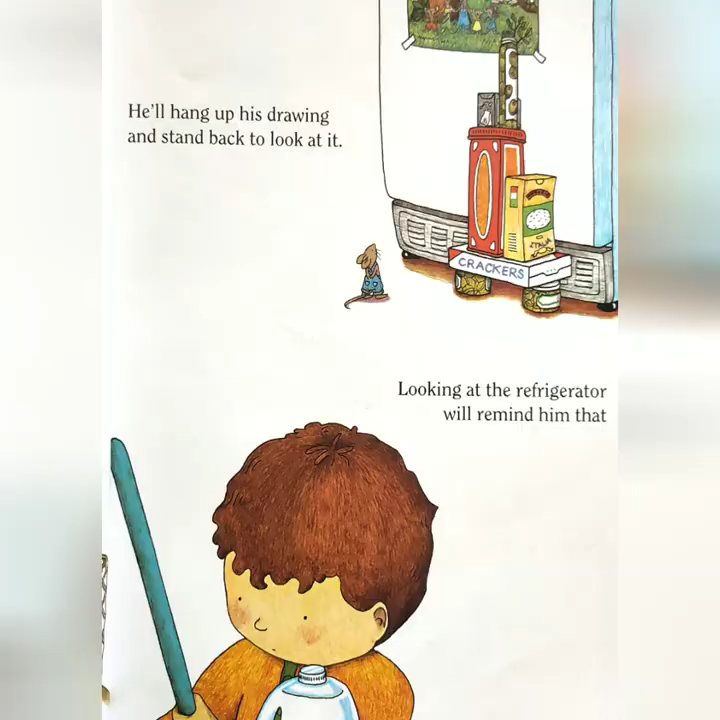 He'll hang up his drawing
and stand back to look at it.
CRACKERS
Looking at the refrigerator
will remind him that